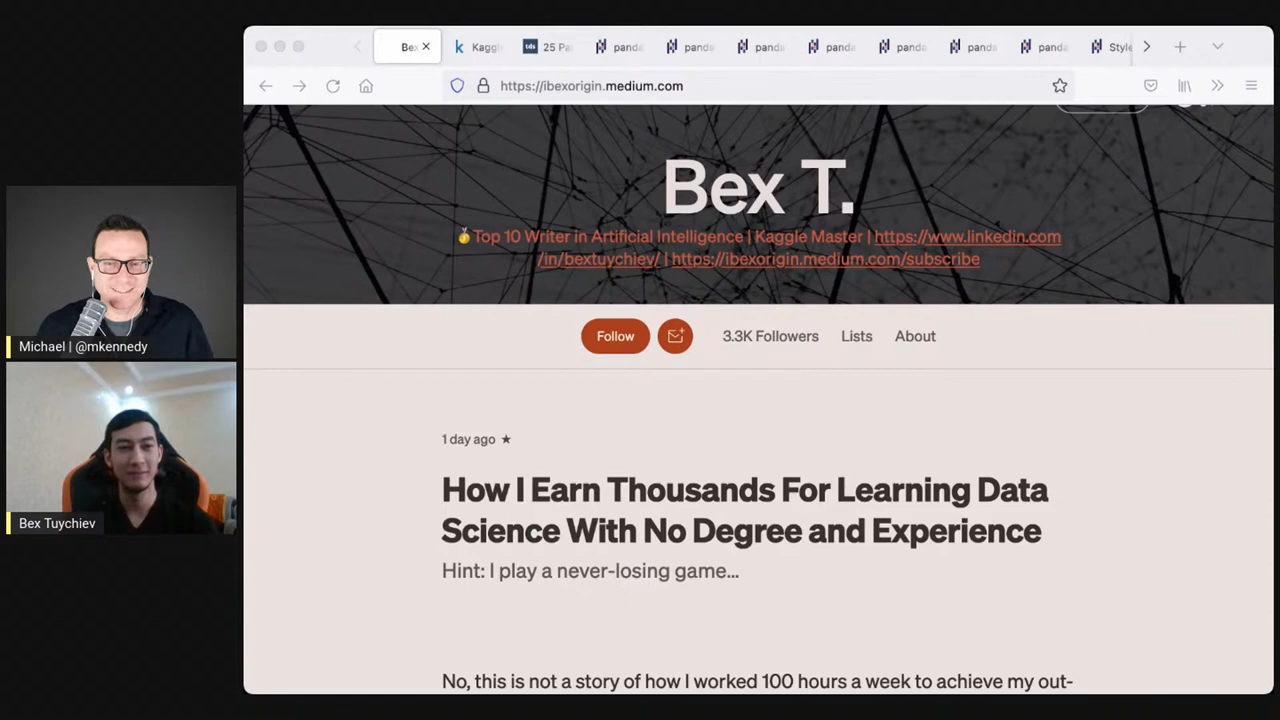 Bex
Kaggl
tds
25 Pa
panda
panda
panda
panda
panda
panda
panda
Style
https://ibexorigin.medium.com
Bex T.
🏅Top 10 Writer in Artificial Intelligence | Kaggle Master | https://www.linkedin.com
/in/bextuychiev/ | https://ibexorigin.medium.com/subscribe
Follow
3.3K Followers
Lists
About
1 day ago ★
How I Earn Thousands For Learning Data
Science With No Degree and Experience
Hint: I play a never-losing game...
No, this is not a story of how I worked 100 hours a week to achieve my out-
Michael | @mkennedy
Bex Tuychiev